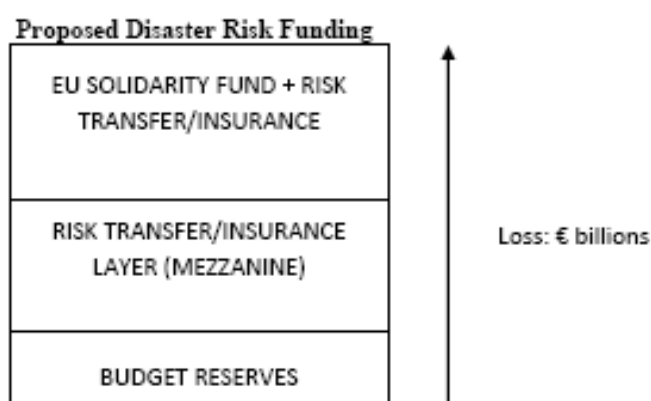 Proposed Disaster Risk Funding
EU SOLIDARITY FUND + RISK
TRANSFER/INSURANCE
RISK TRANSFER/INSURANCE
LAYER (MEZZANINE)
Loss: € billions
BUDGET RESERVES